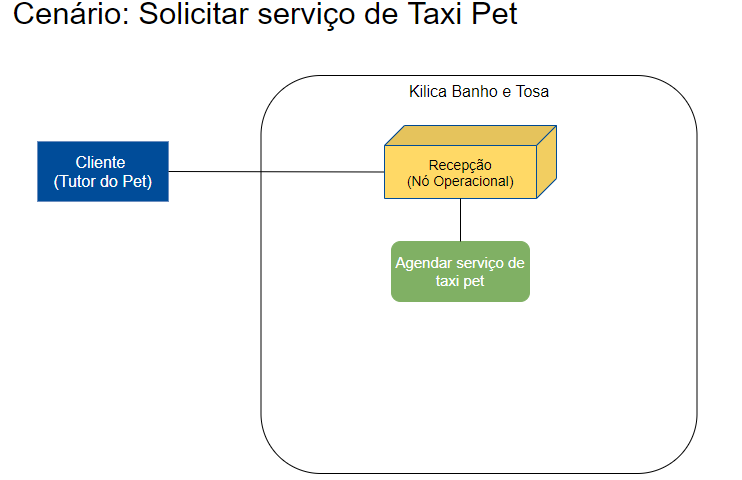 Cenário: Solicitar serviço de Taxi Pet
Kilica Banho e Tosa
Cliente
(Tutor do Pet)
Recepção
(Nó Operacional)
Agendar serviço de
taxi pet